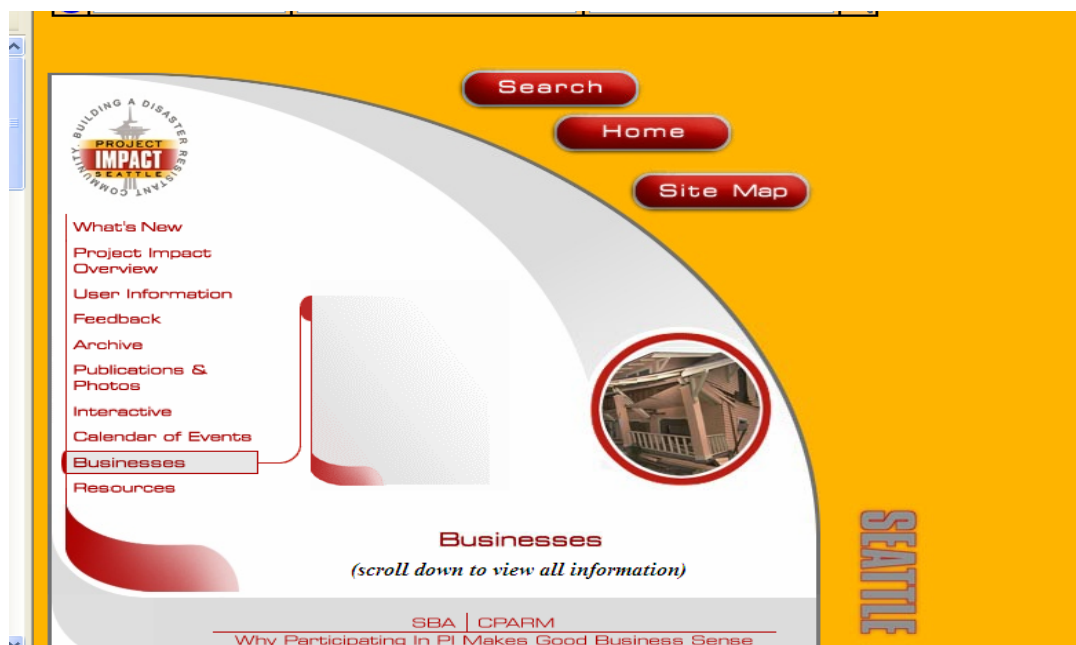 Search
Home
Site Map
BUILDING A DISASTER RESISTANT COMMUNITY
PROJECT
IMPACT
SEATTLE
What's New
Project Impact
Overview
User Information
Feedback
Archive
Publications &
Photos
Interactive
Calendar of Events
Businesses
Resources
Businesses
(scroll down to view all information)
SEATTLE
SBA | CPARM
Why Participating In PI Makes Good Business Sense